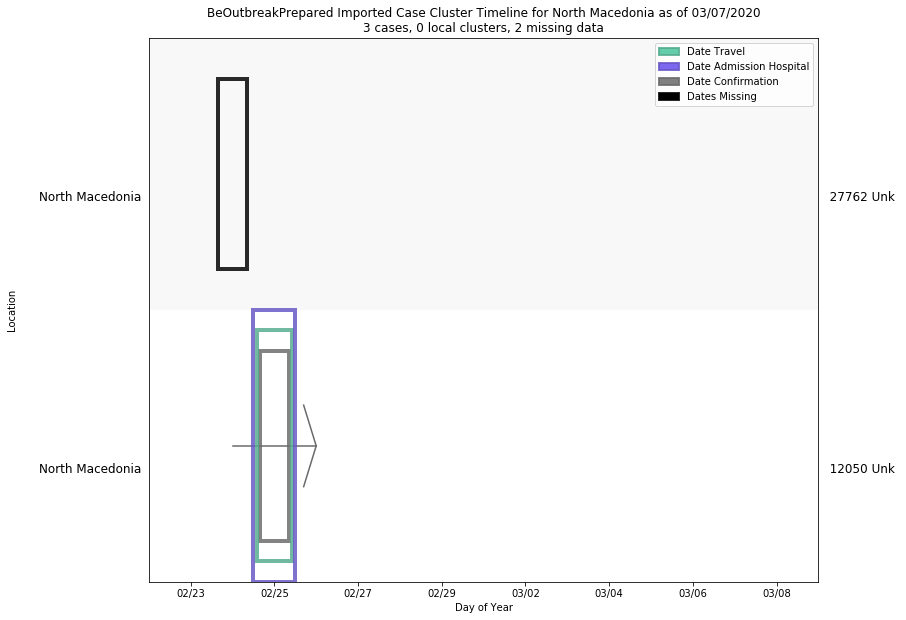 BeOutbreakPrepared Imported Case Cluster Timeline for North Macedonia as of 03/07/2020
3 cases, 0 local clusters, 2 missing data
Date Travel
Date Admission Hospital
Date Confirmation
Dates Missing
North Macedonia
27762 Unk
Location
North Macedonia
12050 Unk
02/23
02/25
02/27
02/29
03/02
03/04
03/06
03/08
Day of Year